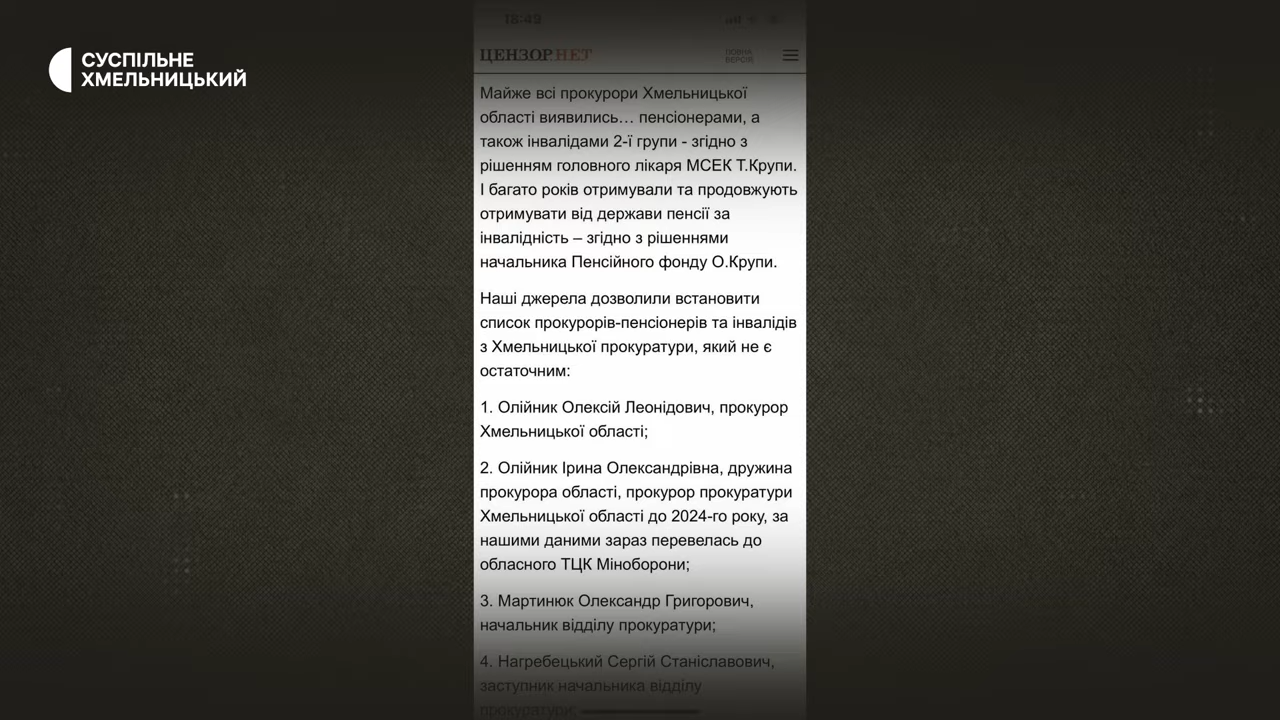 18:49
СУСПІЛЬНЕ
ХМЕЛЬНИЦЬКИЙ
ЦЕНЗОР.НЕТ
ПОВНА
ВЕРСІЯ
Майже всі прокурори Хмельницької
області виявились… пенсіонерами, а
також інвалідами 2-ї групи - згідно з
рішенням головного лікаря МСЕК Т.Крупи.
І багато років отримували та продовжують
отримувати від держави пенсії за
інвалідність – згідно з рішеннями
начальника Пенсійного фонду О.Крупи.
Наші джерела дозволили встановити
список прокурорів-пенсіонерів та інвалідів
з Хмельницької прокуратури, який не є
остаточним:
1. Олійник Олексій Леонідович, прокурор
Хмельницької області;
2. Олійник Ірина Олександрівна, дружина
прокурора області, прокурор прокуратури
Хмельницької області до 2024-го року, за
нашими даними зараз перевелась до
обласного ТЦК Міноборони;
3. Мартинюк Олександр Григорович,
начальник відділу прокуратури;
4. Нагребецький Сергій Станіславович,
заступник начальника відділу
прокуратури;